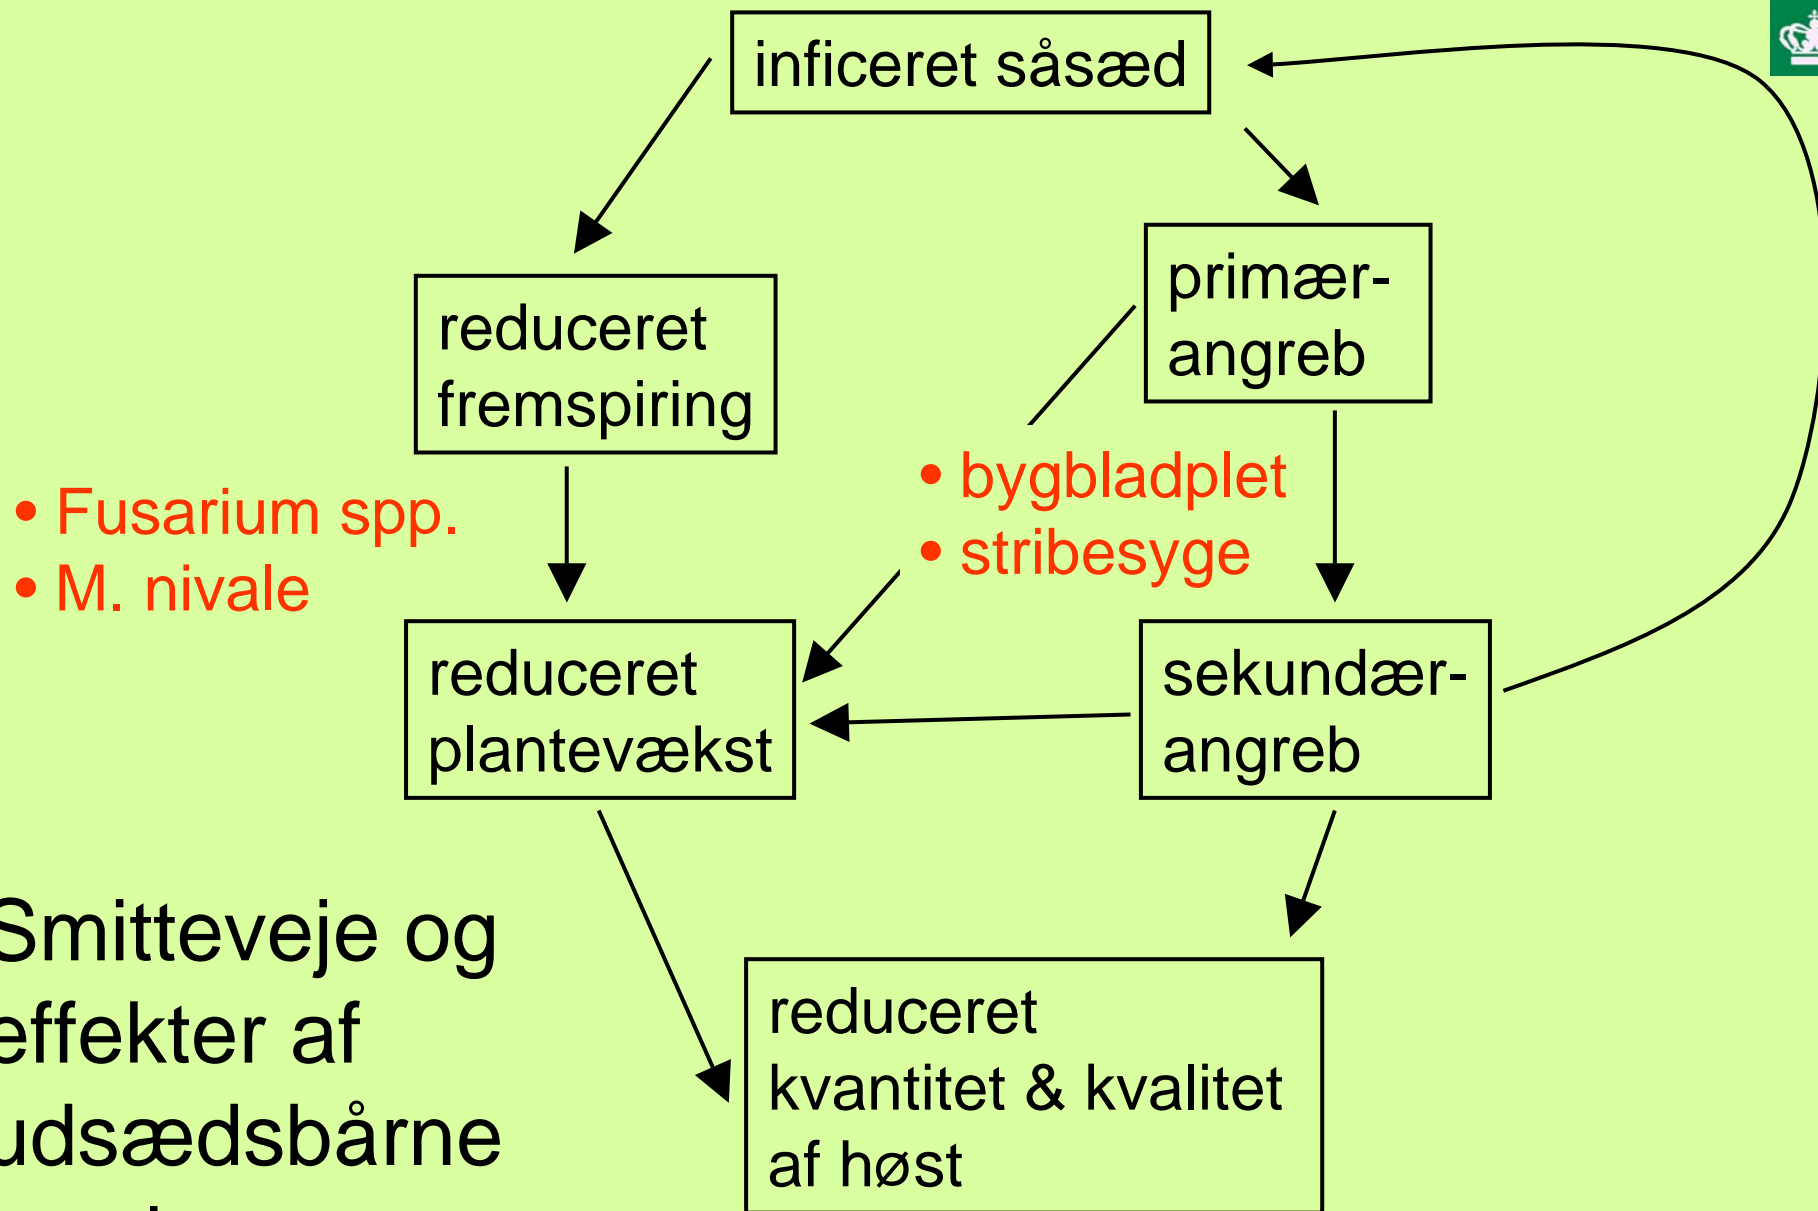 inficeret såsæd
primær-
angreb
reduceret
fremspiring
• bygbladplet
• stribesyge
• Fusarium spp.
• M. nivale
reduceret
plantevækst
sekundær-
angreb
Smitteveje og
effekter af
udsædsbårne
reduceret
kvantitet & kvalitet
af høst